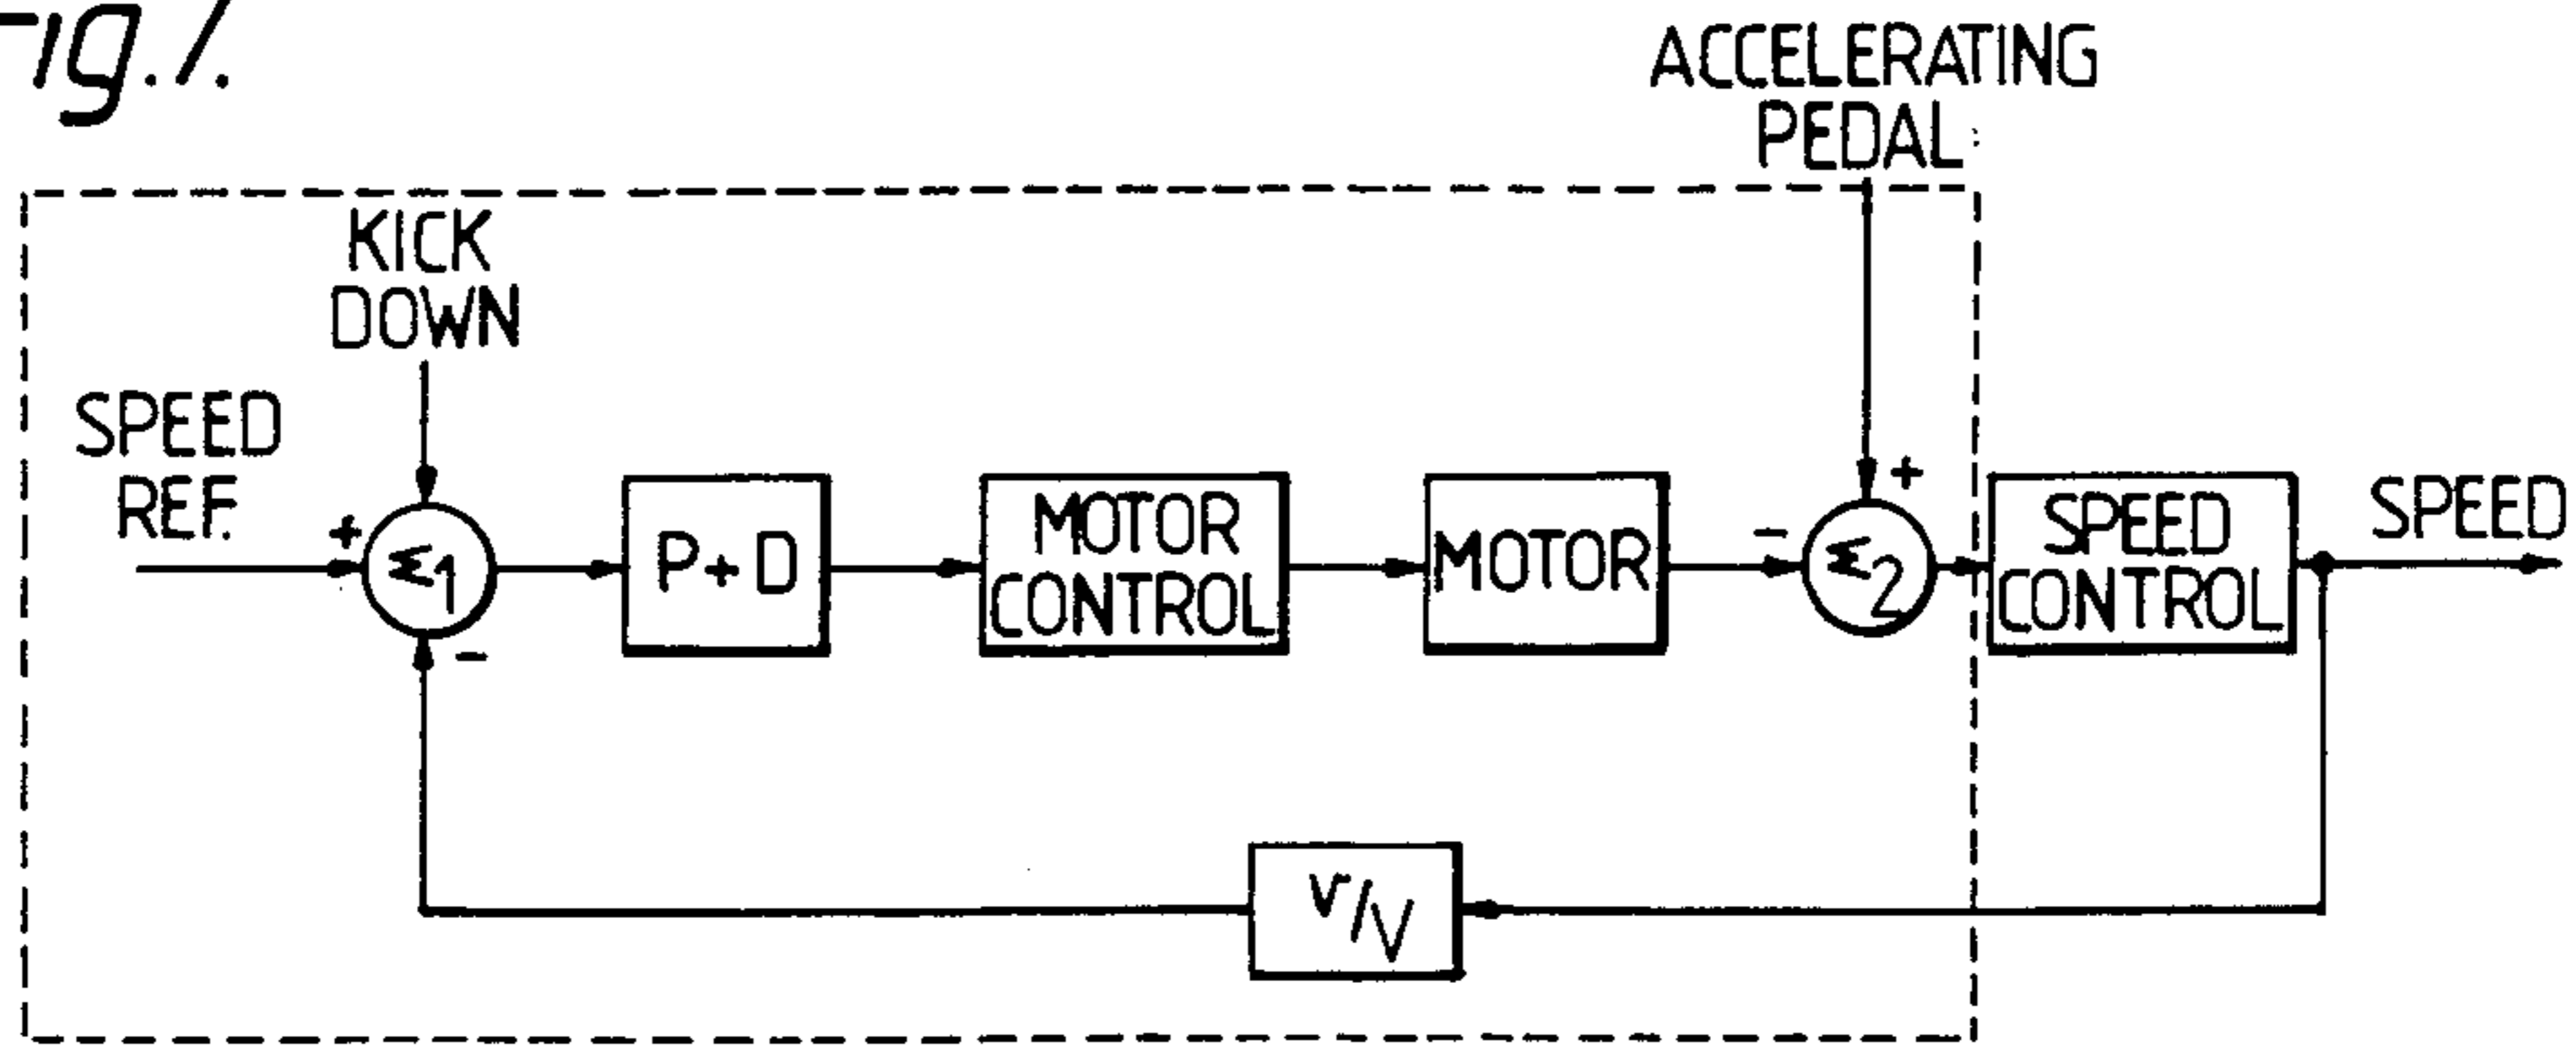 Fig. 1.
ACCELERATING
PEDAL
KICK
DOWN
SPEED
REF.
+
-
Σ1
P+D
MOTOR
CONTROL
MOTOR
-
+
Σ2
SPEED
CONTROL
SPEED
v/V